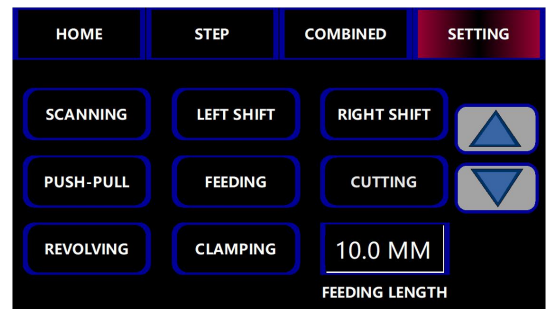 HOME STEP COMBINED SETTING
SCANNING LEFT SHIFT RIGHT SHIFT
PUSH-PULL FEEDING CUTTING
REVOLVING CLAMPING 10.0 MM
FEEDING LENGTH